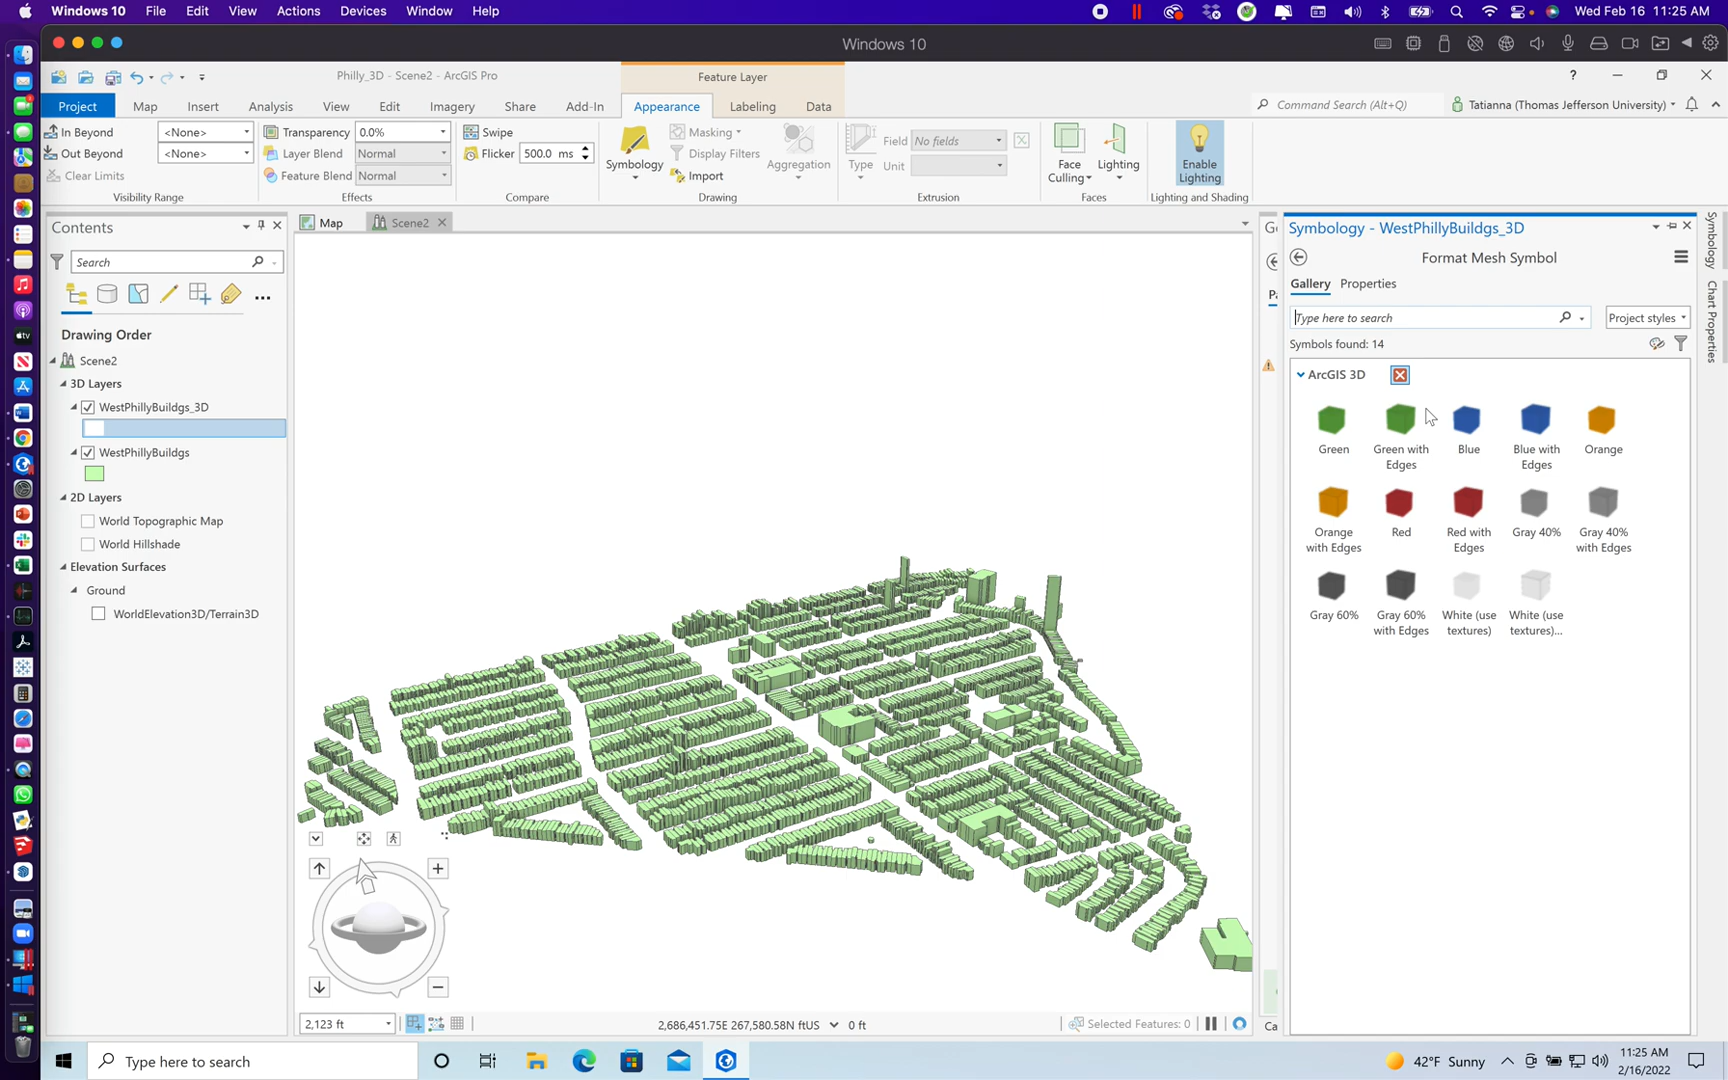 Windows 10 File Edit View Actions Devices Window Help Wed Feb 16 11:25 AM
Windows 10
Philly_3D - Scene2 - ArcGIS Pro Feature Layer ?
Project Map Insert Analysis View Edit Imagery Share Add-In Appearance Labeling Data Command Search (Alt+Q) Tatianna (Thomas Jefferson University)
In Beyond <None> Transparency 0.0% Swipe Masking Field No fields
Out Beyond <None> Layer Blend Normal Flicker 500.0 ms Symbology Display Filters Aggregation Type Unit Face Culling Lighting Enable Lighting
Clear Limits Feature Blend Normal Import
Visibility Range Effects Compare Drawing Extrusion Faces Lighting and Shading
Contents
Search
Drawing Order
Scene2
3D Layers
WestPhillyBuildgs_3D
WestPhillyBuildgs
2D Layers
World Topographic Map
World Hillshade
Elevation Surfaces
Ground
WorldElevation3D/Terrain3D
Map Scene2
2,123 ft 2,686,451.75E 267,580.58N ftUS 0 ft Selected Features: 0
Ca
Symbology - WestPhillyBuildgs_3D
Format Mesh Symbol
Gallery Properties
Type here to search Project styles
Symbols found: 14
ArcGIS 3D
Green Green with Edges Blue Blue with Edges Orange
Orange with Edges Red Red with Edges Gray 40% Gray 40% with Edges
Gray 60% Gray 60% with Edges White (use textures) White (use textures)...
Symbology
Chart Properties
Type here to search 42°F Sunny 11:25 AM
2/16/2022